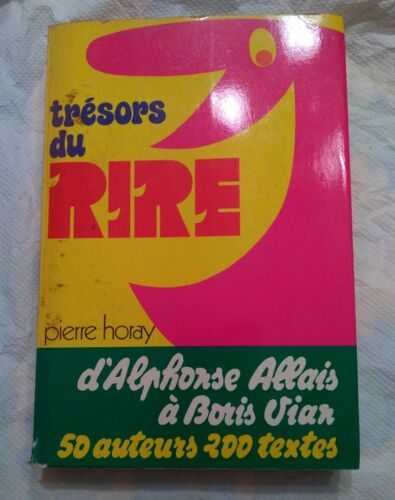 trésors
du
RIRE
pierre horay
d'Alphonse Allais
à Boris Vian
50 auteurs 200 textes